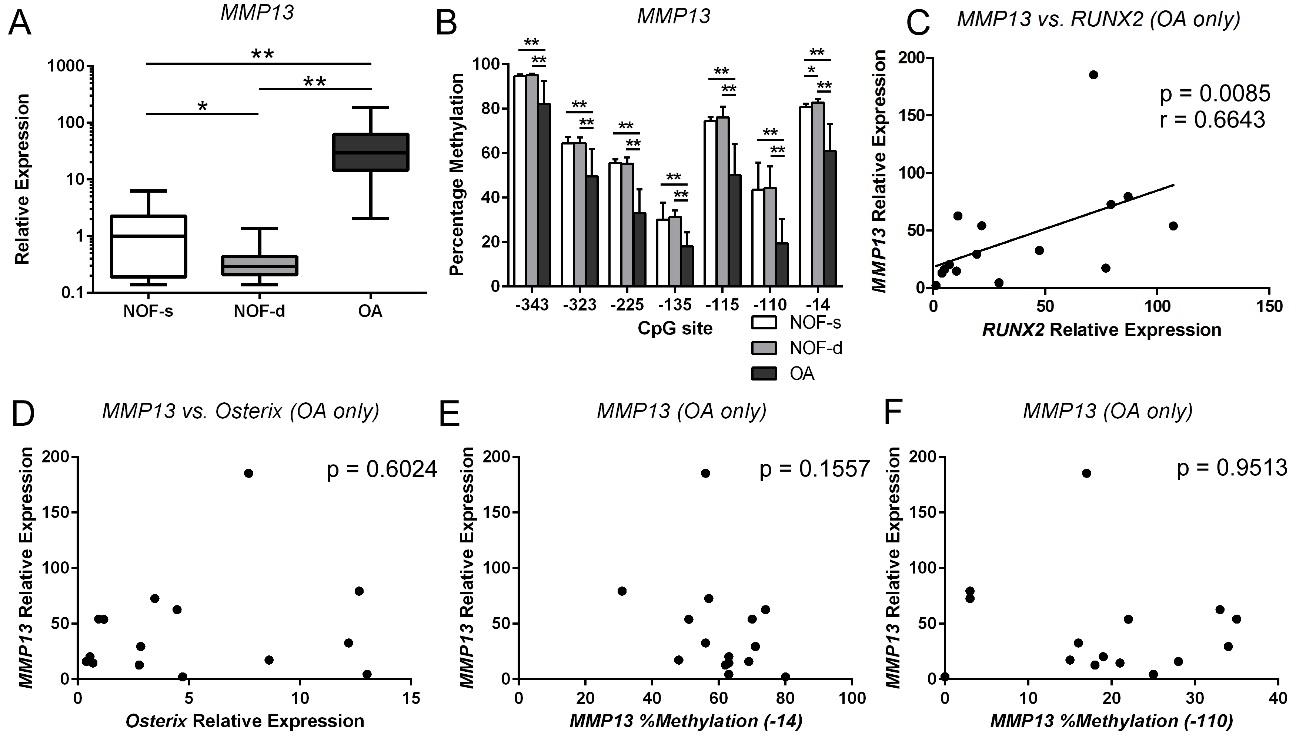 A
MMP13
Relative Expression
1000
100
10
1
0.1
**
**
*
NOF-s NOF-d OA
B
MMP13
Percentage Methylation
100
80
60
40
20
0
** ** ** ** ** ** **
** ** ** ** ** ** * **
-343 -323 -225 -135 -115 -110 -14
CpG site
NOF-s
NOF-d
OA
C
MMP13 vs. RUNX2 (OA only)
MMP13 Relative Expression
200
150
100
50
0
p = 0.0085
r = 0.6643
0 50 100 150
RUNX2 Relative Expression
D
MMP13 vs. Osterix (OA only)
MMP13 Relative Expression
200
150
100
50
0
p = 0.6024
0 5 10 15
Osterix Relative Expression
E
MMP13 (OA only)
MMP13 Relative Expression
200
150
100
50
0
p = 0.1557
0 20 40 60 80 100
MMP13 %Methylation (-14)
F
MMP13 (OA only)
MMP13 Relative Expression
200
150
100
50
0
p = 0.9513
0 10 20 30 40
MMP13 %Methylation (-110)